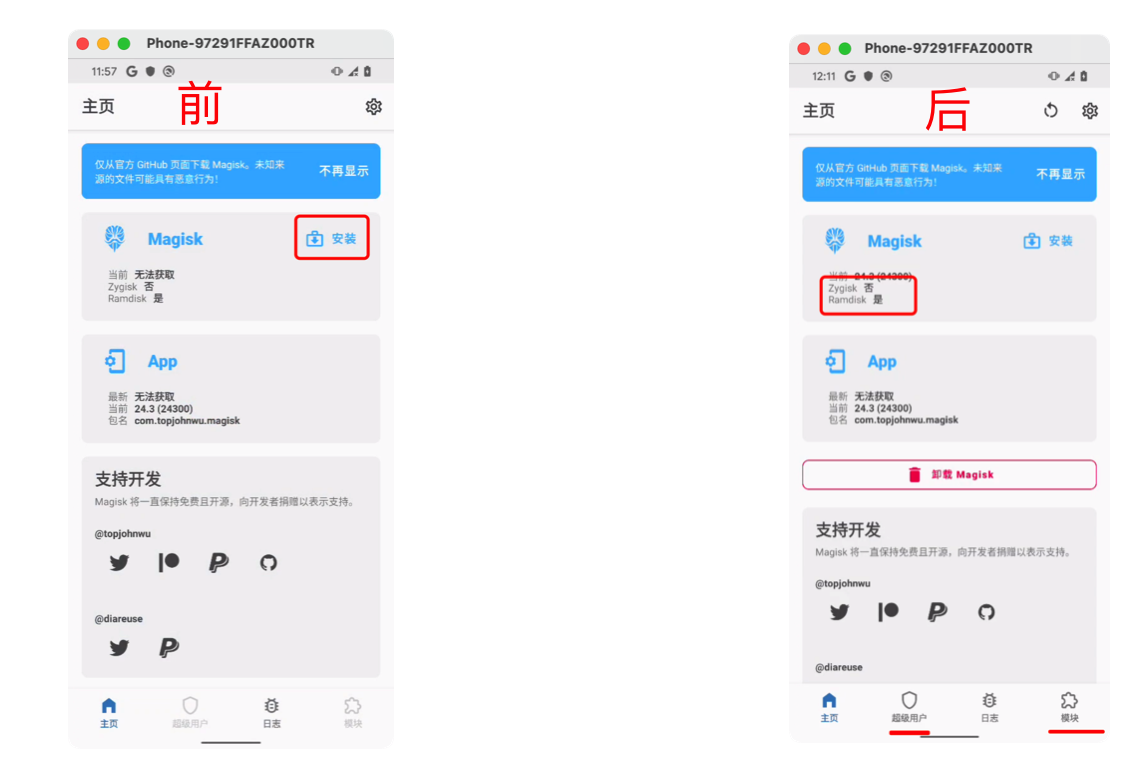 Phone-97291FFAZ000TR
11:57
前
主页
仅从官方 GitHub 页面下载 Magisk。未知来
源的文件可能具有恶意行为!
不再显示
Magisk
安装
当前 无法获取
Zygisk 否
Ramdisk 是
App
最新 无法获取
当前 24.3 (24300)
包名 com.topjohnwu.magisk
支持开发
Magisk 将一直保持免费且开源，向开发者捐赠以表示支持。
@topjohnwu
@diareuse
主页 超级用户 日志 模块
Phone-97291FFAZ000TR
12:11
后
主页
仅从官方 GitHub 页面下载 Magisk。未知来
源的文件可能具有恶意行为!
不再显示
Magisk
安装
当前 24.3 (24300)
Zygisk 否
Ramdisk 是
App
最新 无法获取
当前 24.3 (24300)
包名 com.topjohnwu.magisk
卸载 Magisk
支持开发
Magisk 将一直保持免费且开源，向开发者捐赠以表示支持。
@topjohnwu
@diareuse
主页 超级用户 日志 模块